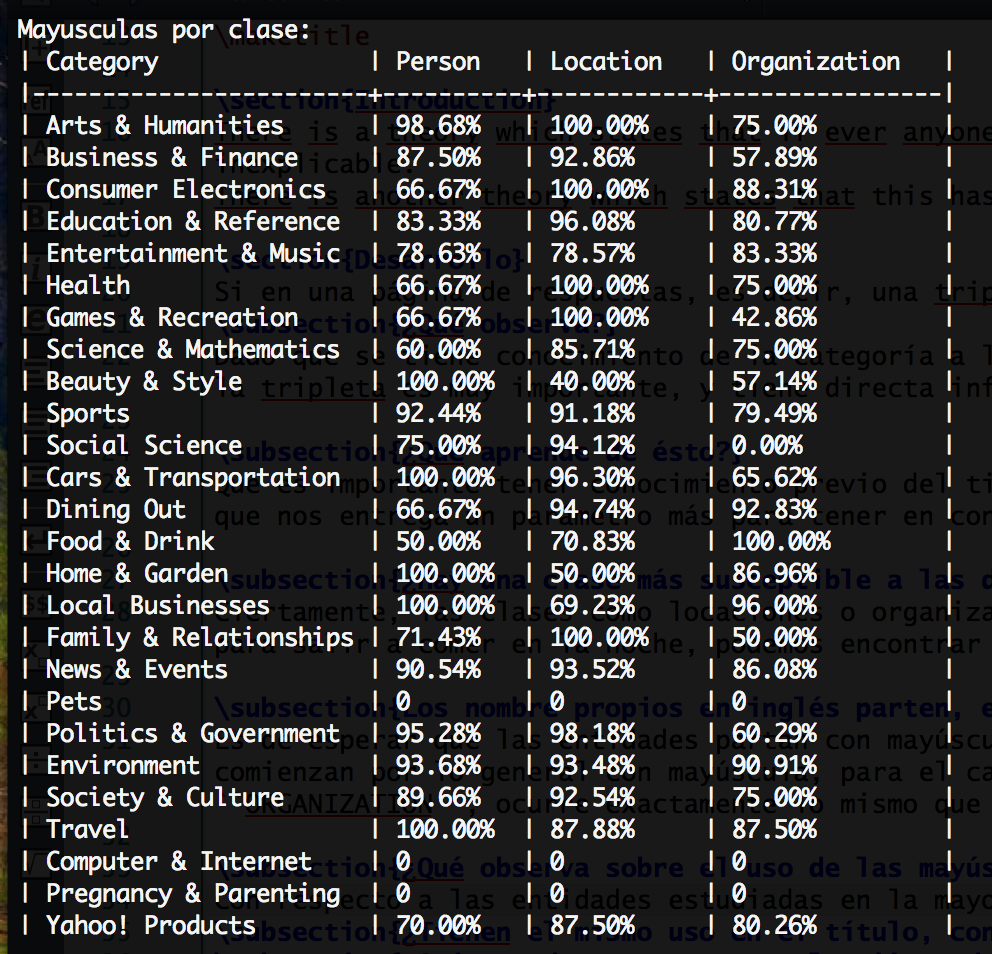 Mayusculas por clase:
| Category | Person | Location | Organization |
|------------------------+----------+------------+----------------|
| Arts & Humanities | 98.68% | 100.00% | 75.00% |
| Business & Finance | 87.50% | 92.86% | 57.89% |
| Consumer Electronics | 66.67% | 100.00% | 88.31% |
| Education & Reference | 83.33% | 96.08% | 80.77% |
| Entertainment & Music | 78.63% | 78.57% | 83.33% |
| Health | 66.67% | 100.00% | 75.00% |
| Games & Recreation | 66.67% | 100.00% | 42.86% |
| Science & Mathematics | 60.00% | 85.71% | 75.00% |
| Beauty & Style | 100.00% | 40.00% | 57.14% |
| Sports | 92.44% | 91.18% | 79.49% |
| Social Science | 75.00% | 94.12% | 0.00% |
| Cars & Transportation | 100.00% | 96.30% | 65.62% |
| Dining Out | 66.67% | 94.74% | 92.83% |
| Food & Drink | 50.00% | 70.83% | 100.00% |
| Home & Garden | 100.00% | 50.00% | 86.96% |
| Local Businesses | 100.00% | 69.23% | 96.00% |
| Family & Relationships | 71.43% | 100.00% | 50.00% |
| News & Events | 90.54% | 93.52% | 86.08% |
| Pets | 0 | 0 | 0 |
| Politics & Government | 95.28% | 98.18% | 60.29% |
| Environment | 93.68% | 93.48% | 90.91% |
| Society & Culture | 89.66% | 92.54% | 75.00% |
| Travel | 100.00% | 87.88% | 87.50% |
| Computer & Internet | 0 | 0 | 0 |
| Pregnancy & Parenting | 0 | 0 | 0 |
| Yahoo! Products | 70.00% | 87.50% | 80.26% |